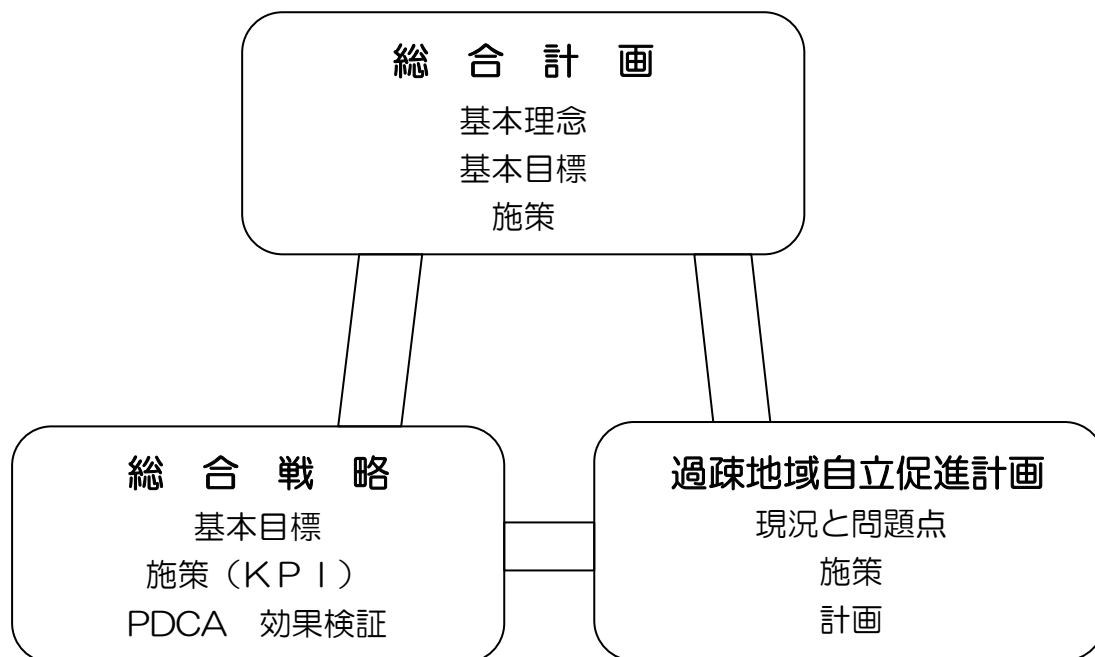 総　合　計　画
基本理念
基本目標
施策
総　合　戦　略
基本目標
施策（ＫＰＩ）
PDCA　効果検証
過疎地域自立促進計画
現況と問題点
施策
計画